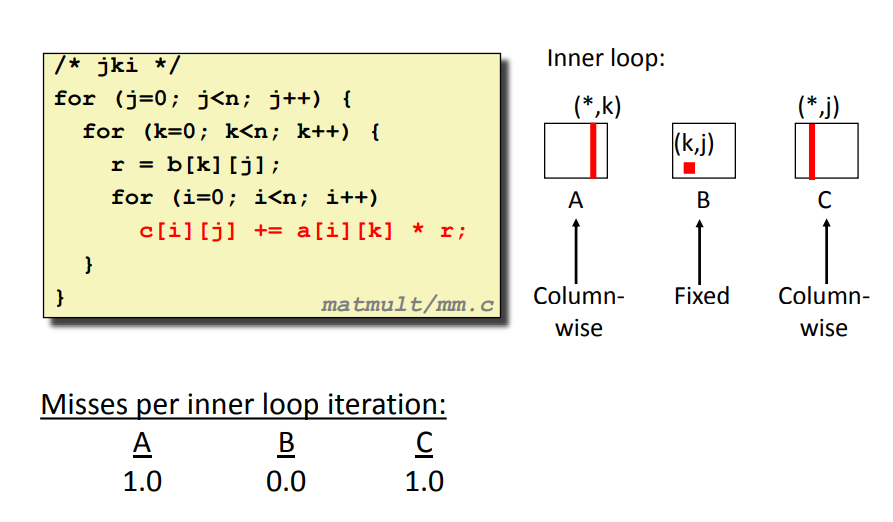 /* jki */
for (j=0; j<n; j++) {
  for (k=0; k<n; k++) {
    r = b[k][j];
    for (i=0; i<n; i++)
      c[i][j] += a[i][k] * r;
  }
}
matmult/mm.c
Inner loop:
(*,k)
(k,j)
(*,j)
A B C
Column-
wise
Fixed
Column-
wise
Misses per inner loop iteration:
A B C
1.0 0.0 1.0